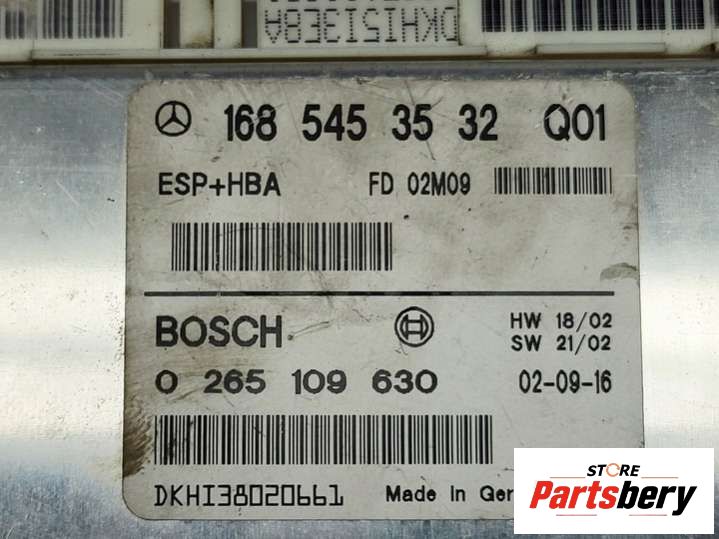 DKHI513E8A
168 545 35 32 Q01
ESP+HBA FD 02M09
BOSCH HW 18/02
SW 21/02
0 265 109 630 02-09-16
DKHI38020661 Made In Ger
STORE
Partsbery